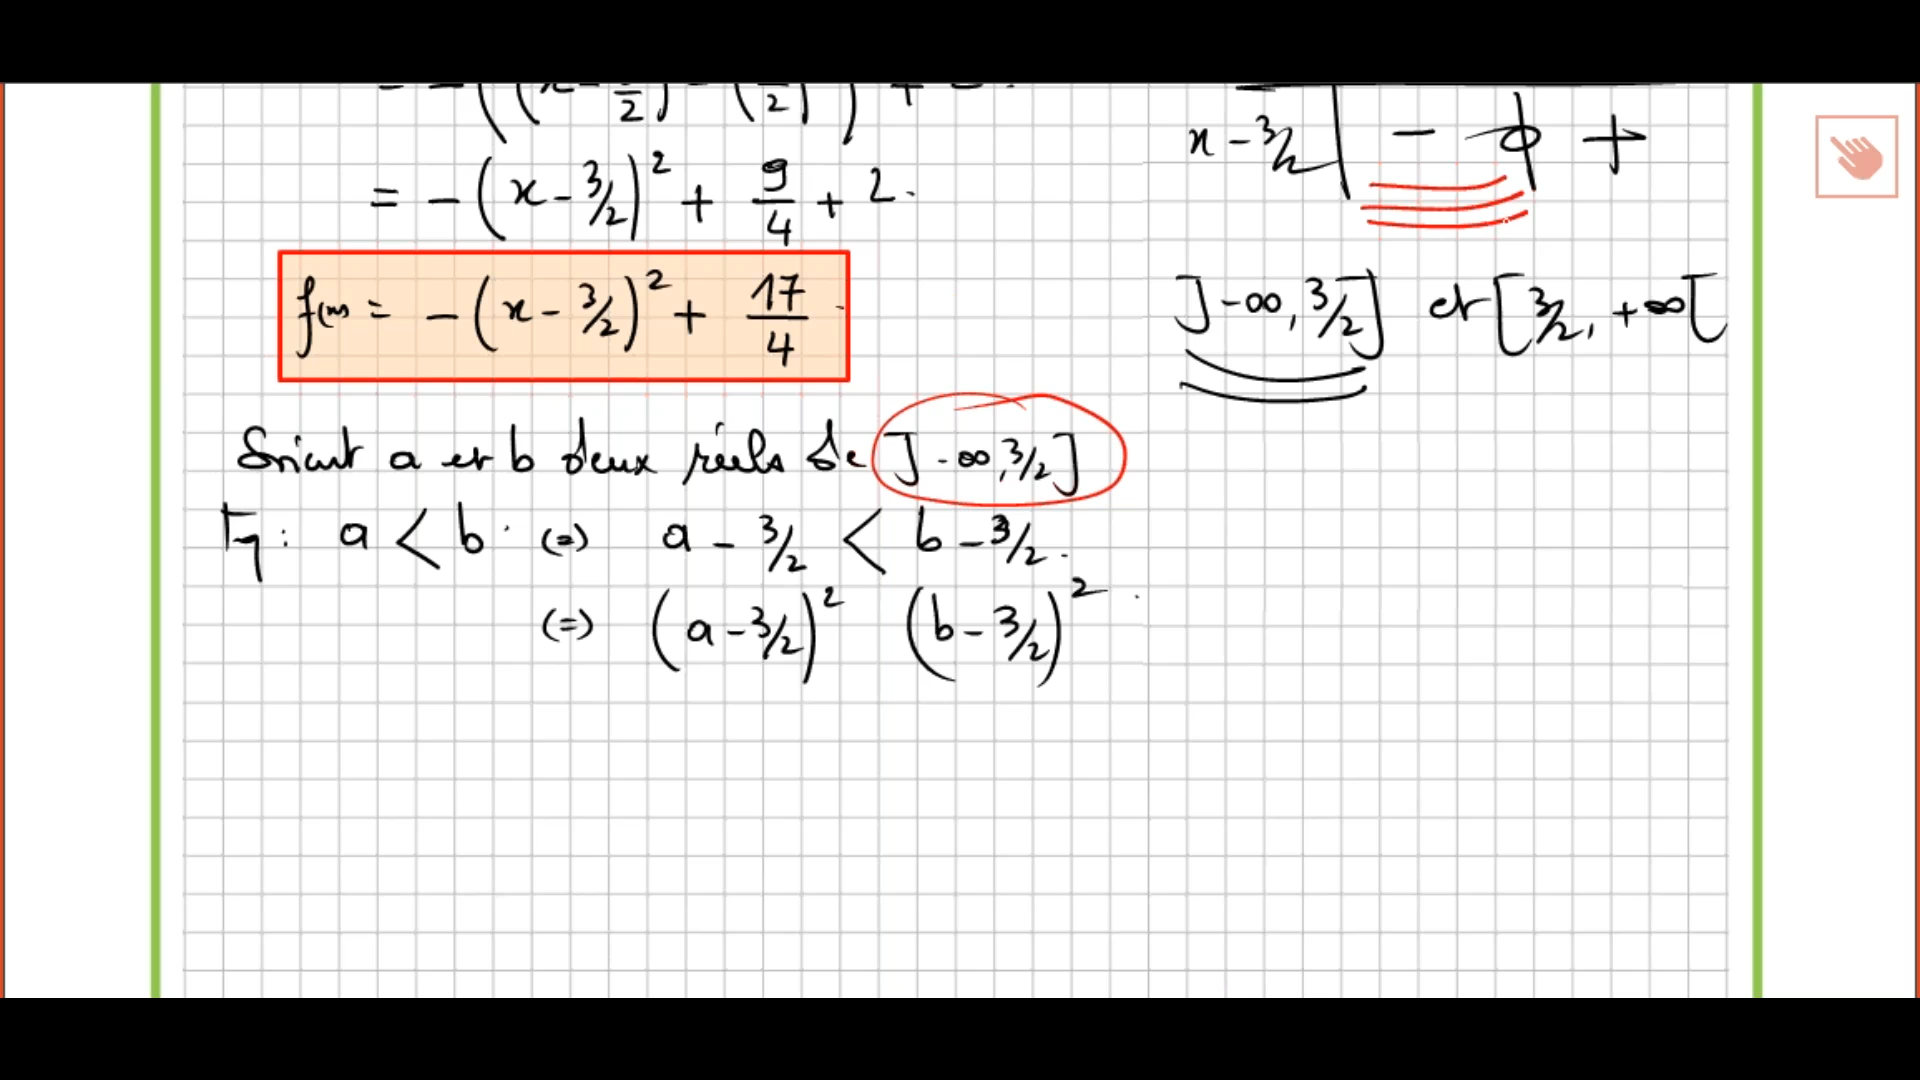 = - (x - 3/2)² + 9/4 + 2.
f(x) = - (x - 3/2)² + 17/4.
Soient a et b deux réels de ]-∞, 3/2]
Tq : a < b. (=) a - 3/2 < b - 3/2.
(=) (a - 3/2)² (b - 3/2)².
x - 3/2 | - 0 +
]-∞, 3/2] et [3/2, +∞[